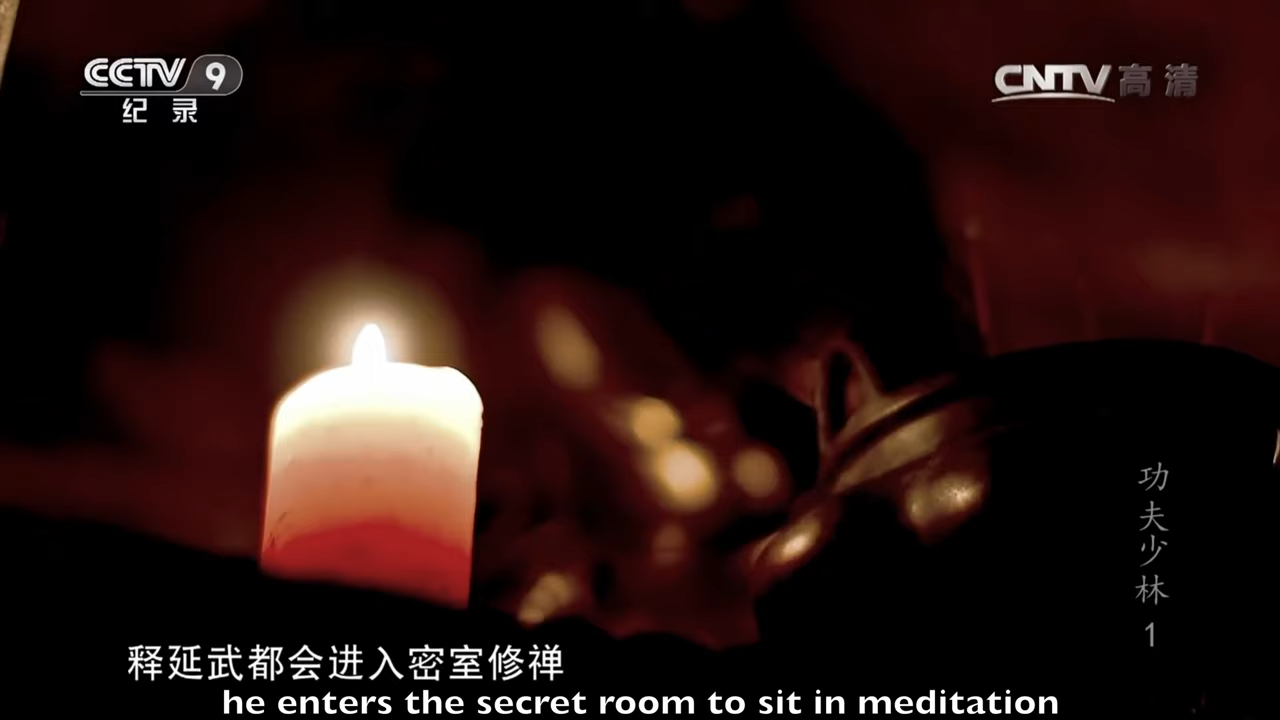 CCTV 9
纪录
CNTV高清
功夫少林 1
释延武都会进入密室修禅
he enters the secret room to sit in meditation